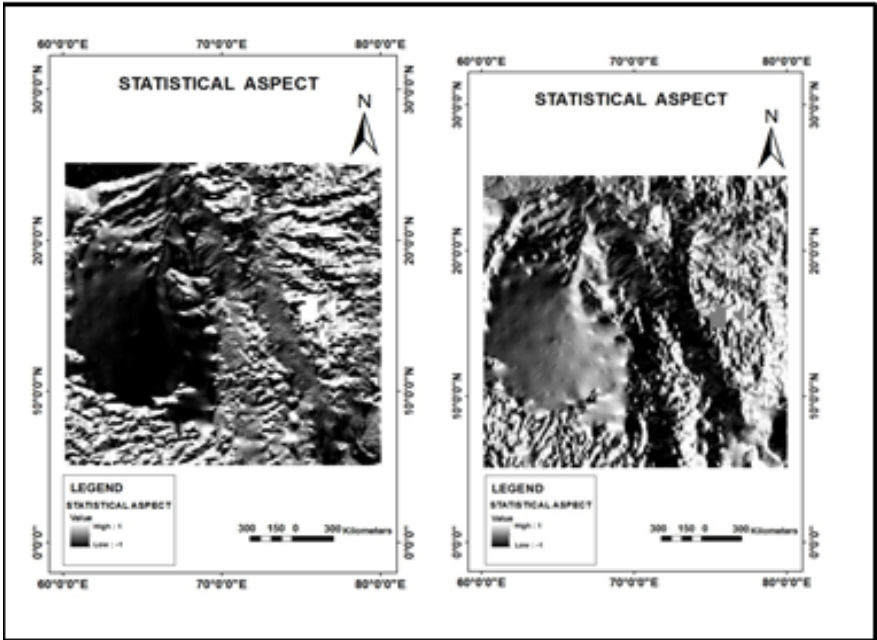 60°0'0"E 70°0'0"E 80°0'0"E
STATISTICAL ASPECT
N
30°0'0"N 30°0'0"N
20°0'0"N 20°0'0"N
10°0'0"N 10°0'0"N
0°0'0" 0°0'0"
LEGEND
STATISTICAL ASPECT
Value
High : 1
Low : -1
300 150 0 300 Kilometers
60°0'0"E 70°0'0"E 80°0'0"E
60°0'0"E 70°0'0"E 80°0'0"E
STATISTICAL ASPECT
N
30°0'0"N 30°0'0"N
20°0'0"N 20°0'0"N
10°0'0"N 10°0'0"N
0°0'0" 0°0'0"
LEGEND
STATISTICAL ASPECT
Value
High : 1
Low : -1
300 150 0 300 Kilometers
60°0'0"E 70°0'0"E 80°0'0"E